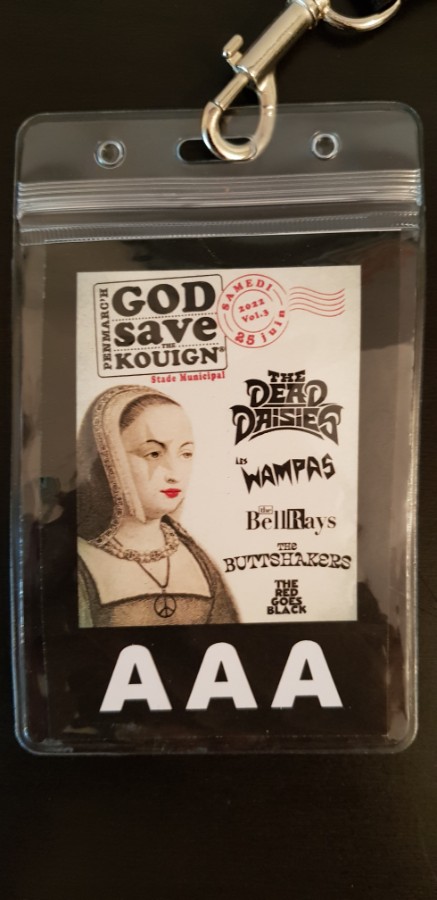 PENMARC'H
GOD
save
THE
KOUIGN®
Stade Municipal
SAMEDI
2022
Vol.3
25 juin
THE
DEAD
DAISIES
LES
WAMPAS
the
BellRays
THE
BUTTSHAKERS
THE
RED
GOES
BLACK
AAA